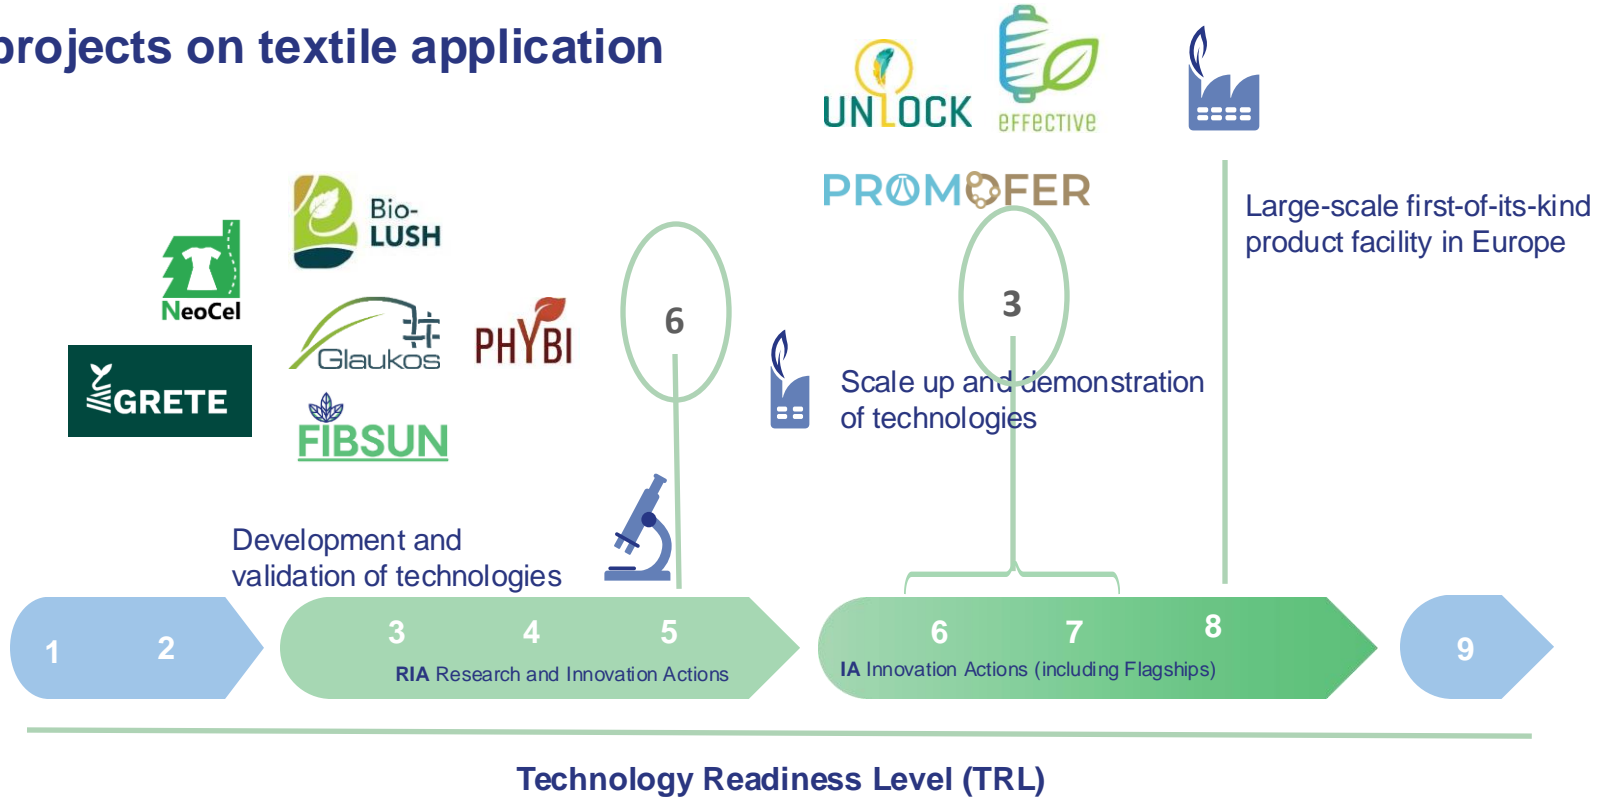 projects on textile application
UNLOCK
EFFECTIVE
PROMOFER
Bio-
LUSH
NeoCel
Glaukos
PHYBI
GRETE
FIBSUN
6
3
Large-scale first-of-its-kind
product facility in Europe
Scale up and demonstration
of technologies
Development and
validation of technologies
1
2
3
4
5
RIA Research and Innovation Actions
6
7
8
IA Innovation Actions (including Flagships)
9
Technology Readiness Level (TRL)